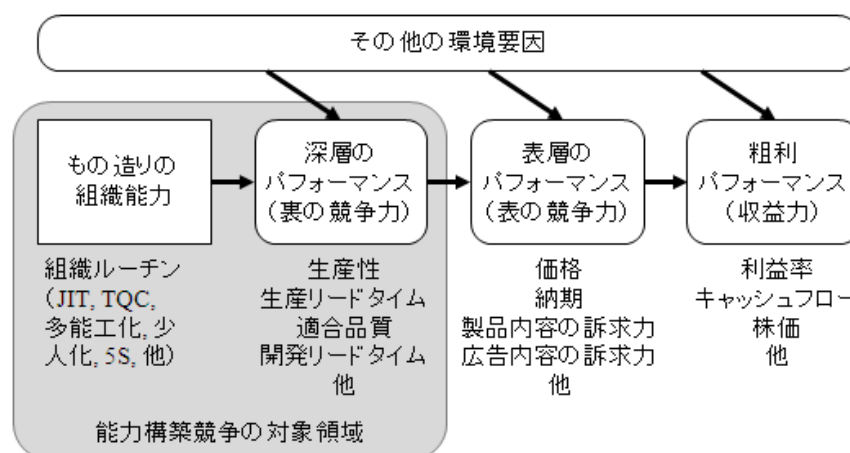 その他の環境要因
もの造りの
組織能力
深層の
パフォーマンス
（裏の競争力）
表層の
パフォーマンス
（表の競争力）
粗利
パフォーマンス
（収益力）
組織ルーチン
（JIT, TQC,
多能工化, 少
人化, 5S, 他）
生産性
生産リードタイム
適合品質
開発リードタイム
他
価格
納期
製品内容の訴求力
広告内容の訴求力
他
利益率
キャッシュフロー
株価
他
能力構築競争の対象領域